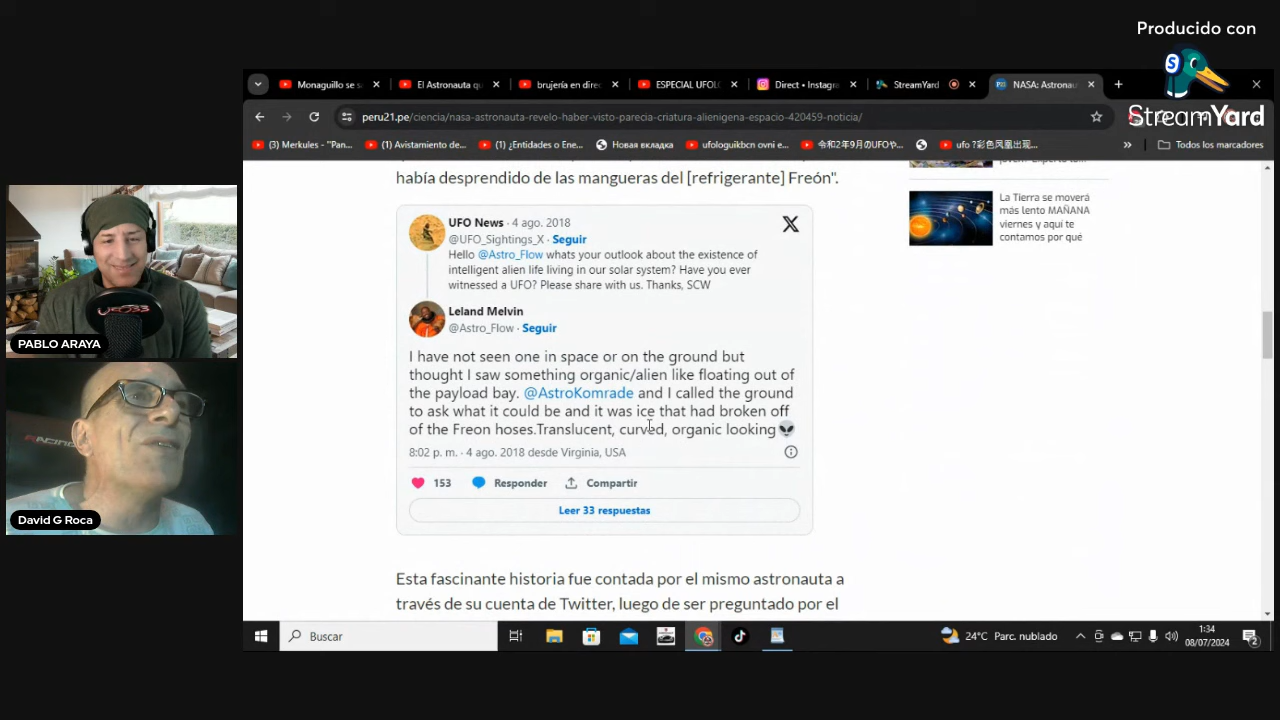 Producido con
StreamYard
Monaguillo se s
El Astronauta qu
brujería en direc
ESPECIAL UFOLO
Direct • Instagra
StreamYard
NASA: Astronau
peru21.pe/ciencia/nasa-astronauta-revelo-haber-visto-parecia-criatura-alienigena-espacio-420459-noticia/
(3) Merkules - "Pan...
(1) Avistamiento de...
(1) ¿Entidades o Ene...
Новая вкладка
ufologuikbcn ovni e...
令和2年9月のUFOや...
ufo ?彩色凤凰出现...
Todos los marcadores
había desprendido de las mangueras del [refrigerante] Freón".
La Tierra se moverá
más lento MAÑANA
viernes y aquí te
contamos por qué
UFO News · 4 ago. 2018
@UFO_Sightings_X · Seguir
Hello @Astro_Flow whats your outlook about the existence of
intelligent alien life living in our solar system? Have you ever
witnessed a UFO? Please share with us. Thanks, SCW
Leland Melvin
@Astro_Flow · Seguir
I have not seen one in space or on the ground but
thought I saw something organic/alien like floating out of
the payload bay. @AstroKomrade and I called the ground
to ask what it could be and it was ice that had broken off
of the Freon hoses.Translucent, curved, organic looking
8:02 p. m. · 4 ago. 2018 desde Virginia, USA
153
Responder
Compartir
Leer 33 respuestas
Esta fascinante historia fue contada por el mismo astronauta a
través de su cuenta de Twitter, luego de ser preguntado por el
PABLO ARAYA
David G Roca
Buscar
24°C Parc. nublado
1:34
08/07/2024
2